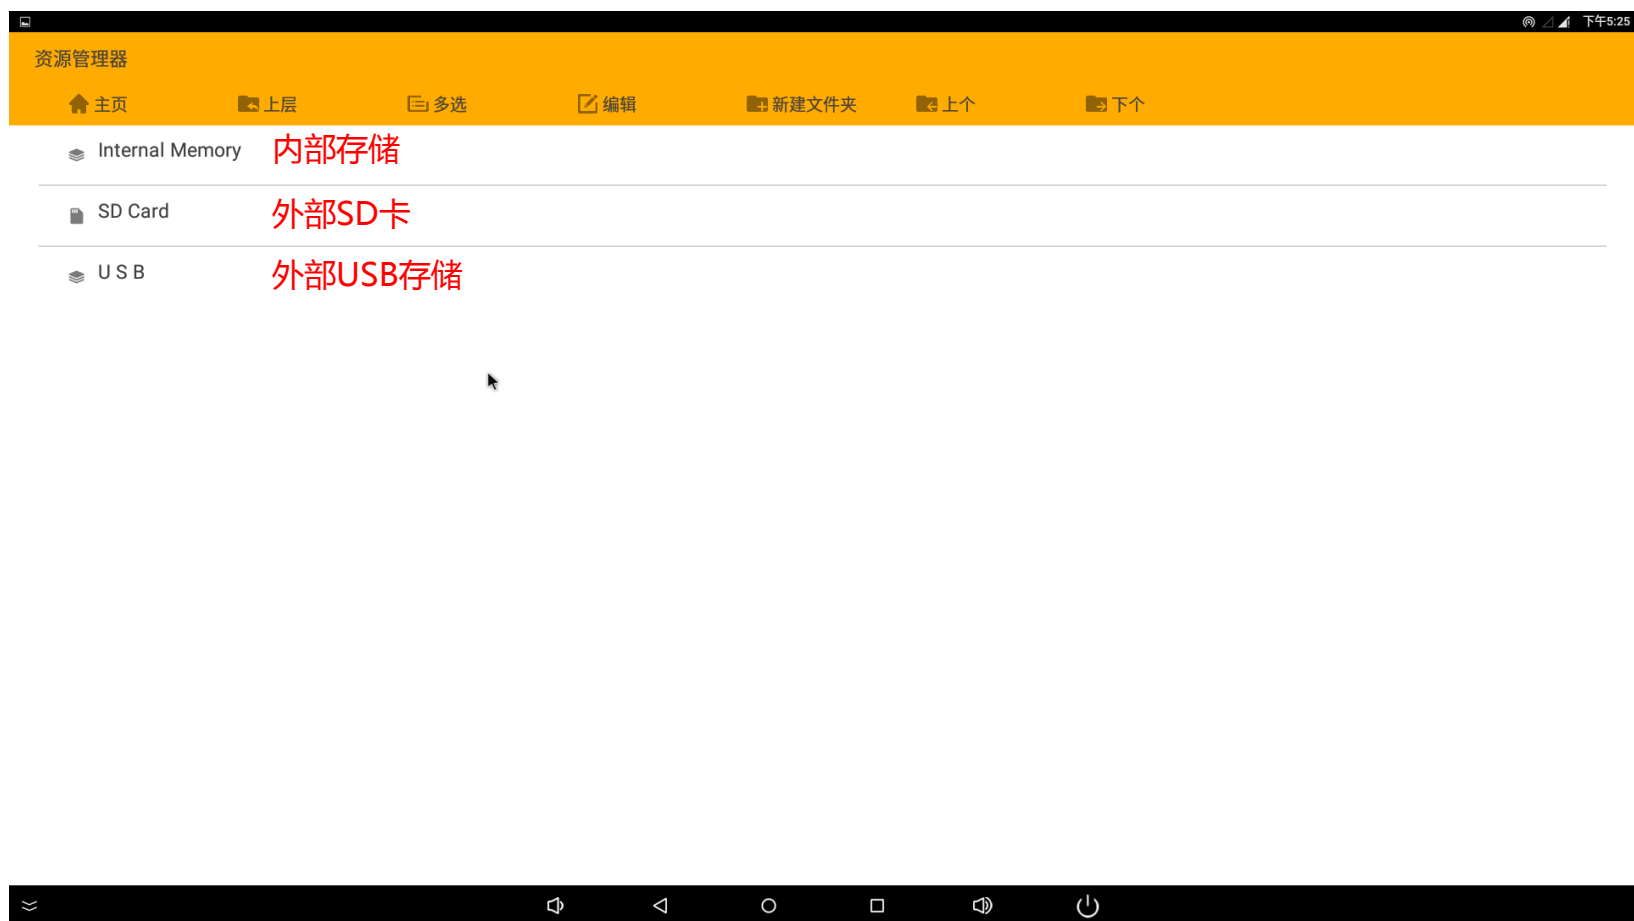 下午5:25
资源管理器
主页 上层 多选 编辑 新建文件夹 上个 下个
Internal Memory 内部存储
SD Card 外部SD卡
U S B 外部USB存储